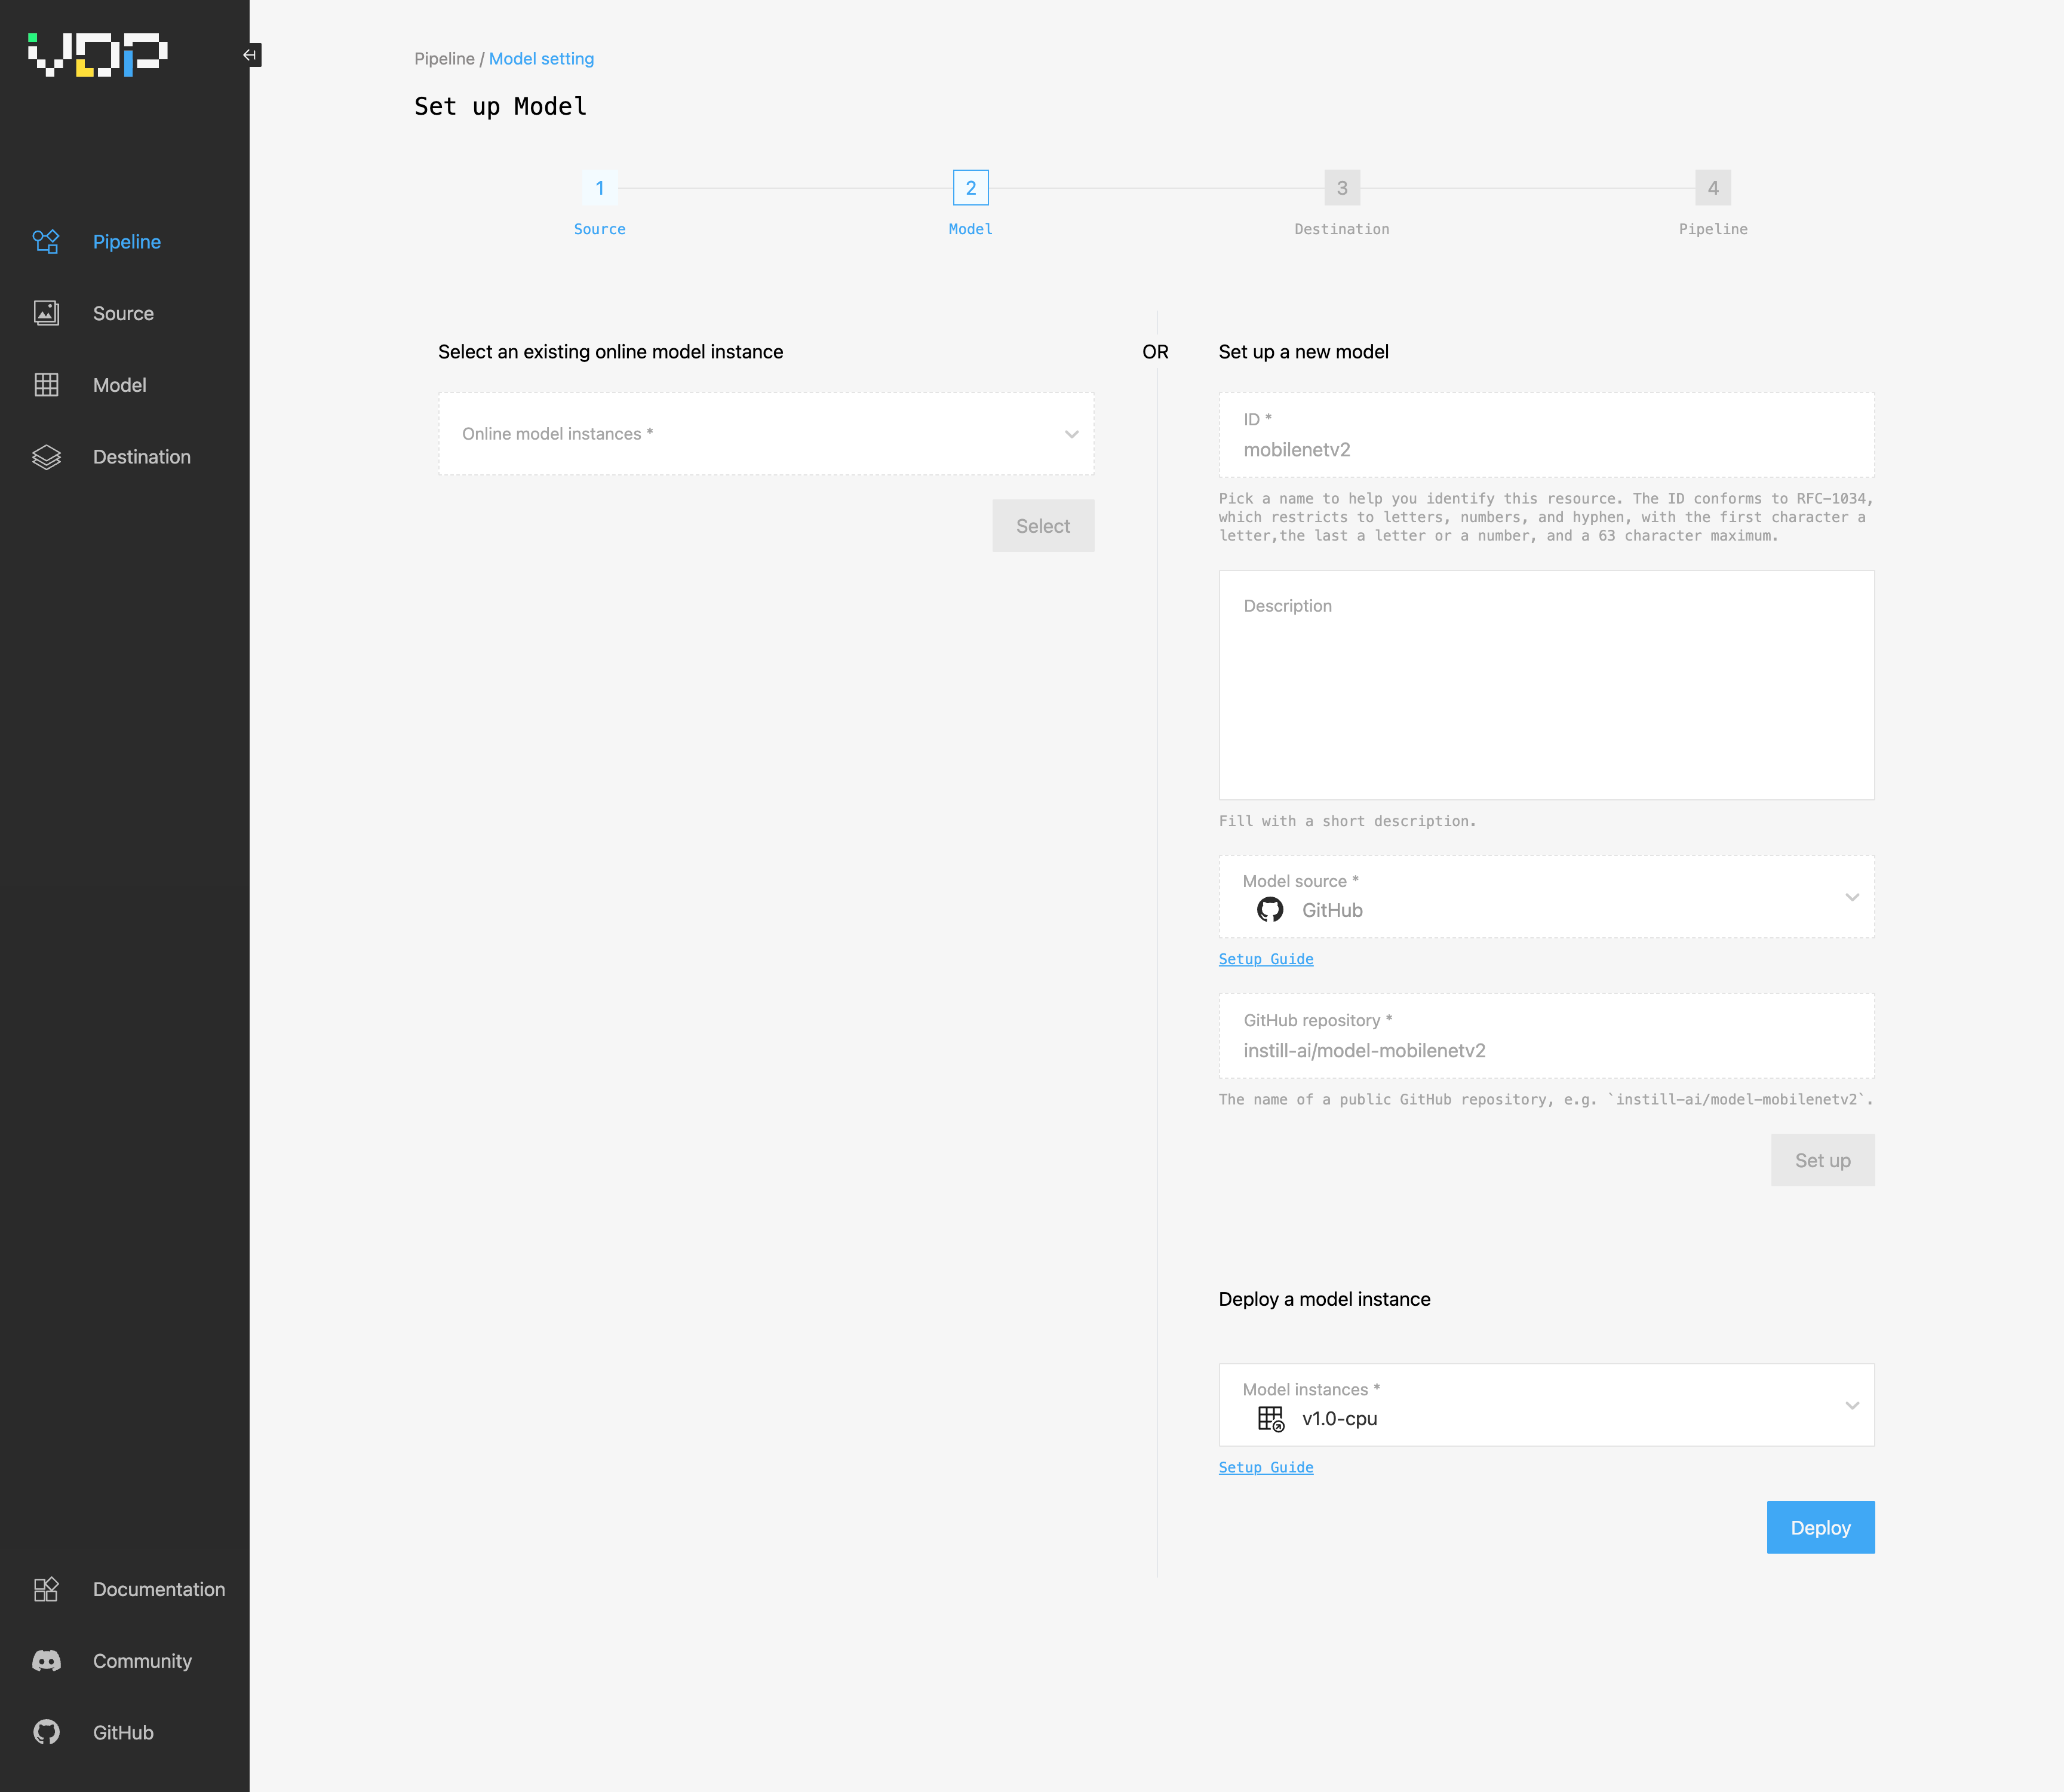 VDP
Pipeline
Source
Model
Destination
Documentation
Community
GitHub
Pipeline / Model setting
Set up Model
1
Source
2
Model
3
Destination
4
Pipeline
Select an existing online model instance
Online model instances *
Select
OR
Set up a new model
ID *
mobilenetv2
Pick a name to help you identify this resource. The ID conforms to RFC-1034,
which restricts to letters, numbers, and hyphen, with the first character a
letter,the last a letter or a number, and a 63 character maximum.
Description
Fill with a short description.
Model source *
GitHub
Setup Guide
GitHub repository *
instill-ai/model-mobilenetv2
The name of a public GitHub repository, e.g. `instill-ai/model-mobilenetv2`.
Set up
Deploy a model instance
Model instances *
v1.0-cpu
Setup Guide
Deploy